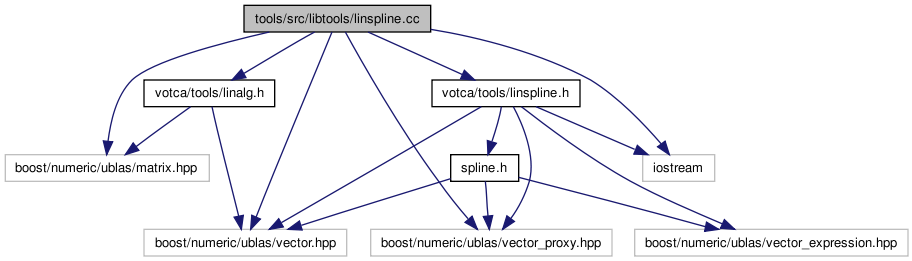 tools/src/libtools/linspline.cc
votca/tools/linalg.h
votca/tools/linspline.h
boost/numeric/ublas/matrix.hpp
spline.h
iostream
boost/numeric/ublas/vector.hpp
boost/numeric/ublas/vector_proxy.hpp
boost/numeric/ublas/vector_expression.hpp